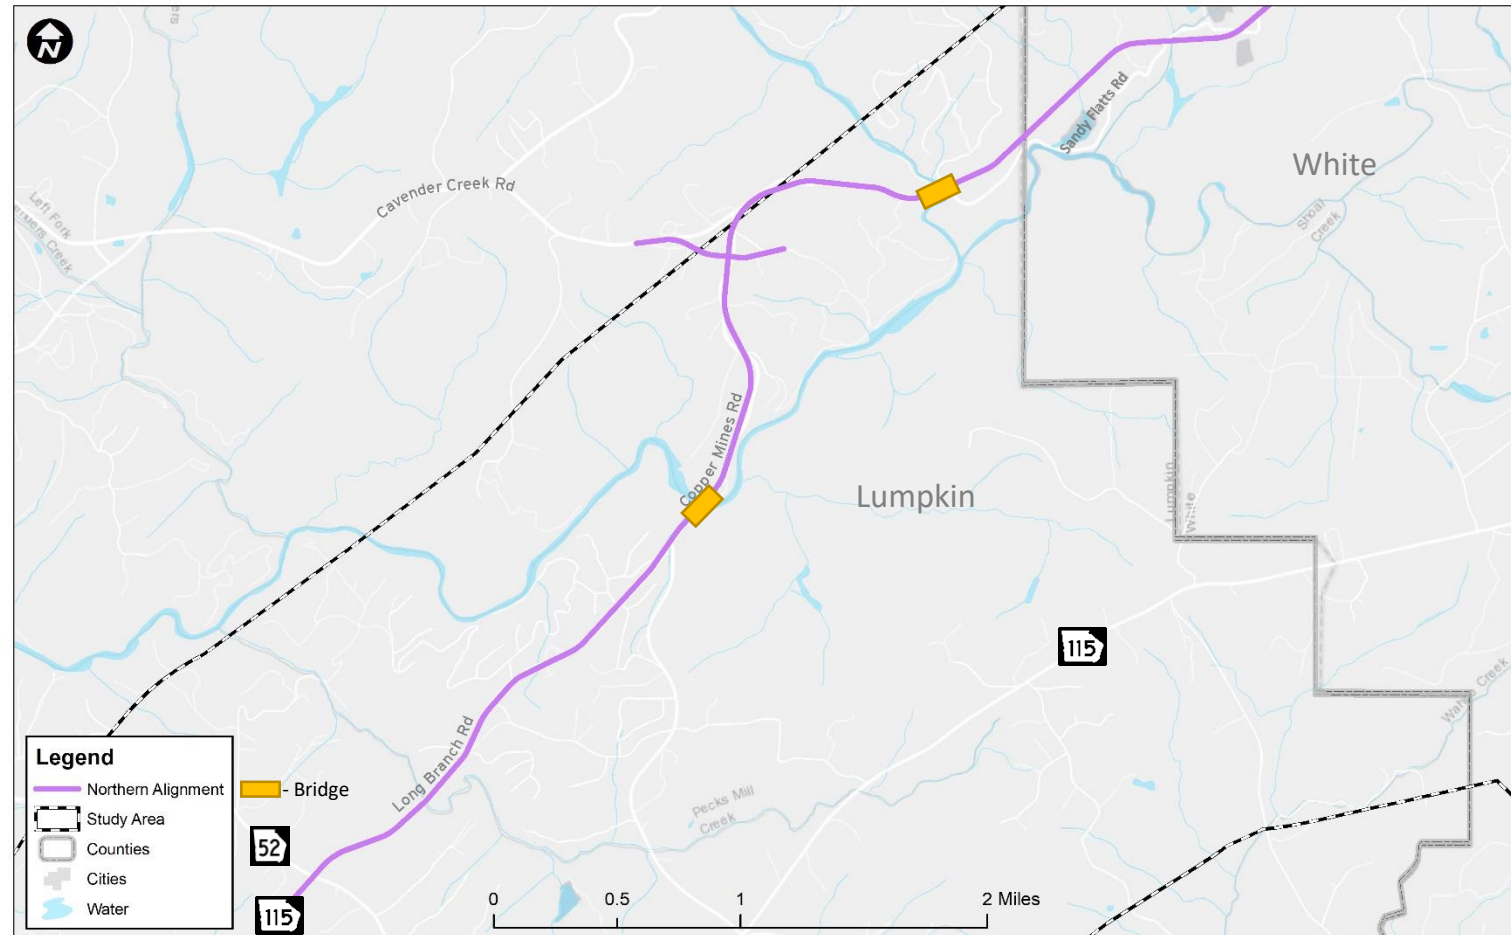 N
Cavender Creek Rd
Left Fork
Creek
Sandy Flatts Rd
White
Shoal
Creek
Copper Mines Rd
Lumpkin
Lumpkin
White
115
Long Branch Rd
Pecks Mill
Creek
Creek
Legend
Northern Alignment
- Bridge
Study Area
Counties
Cities
Water
52
115
0
0.5
1
2 Miles